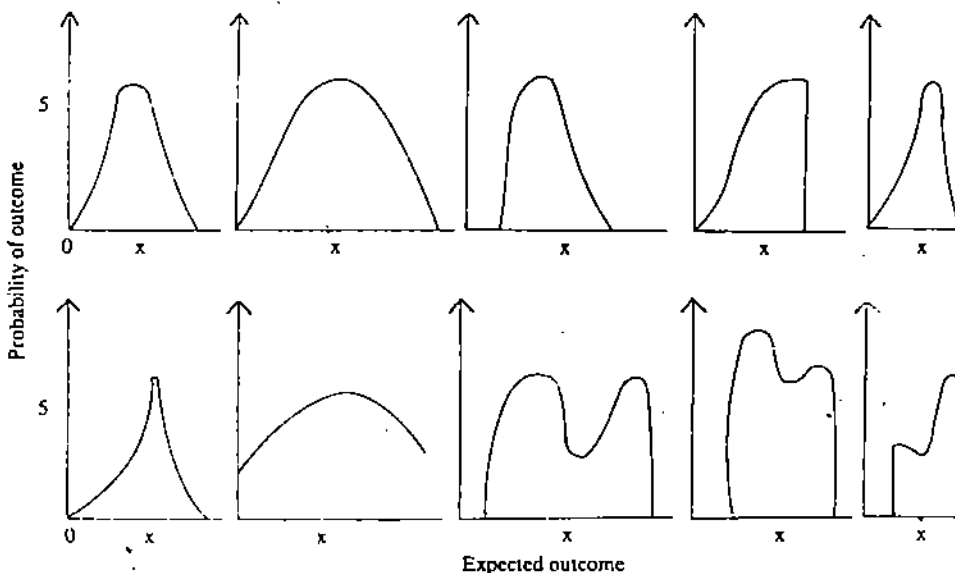 Probability of outcome
5
0 x x x x x
5
0 x x x x x
Expected outcome